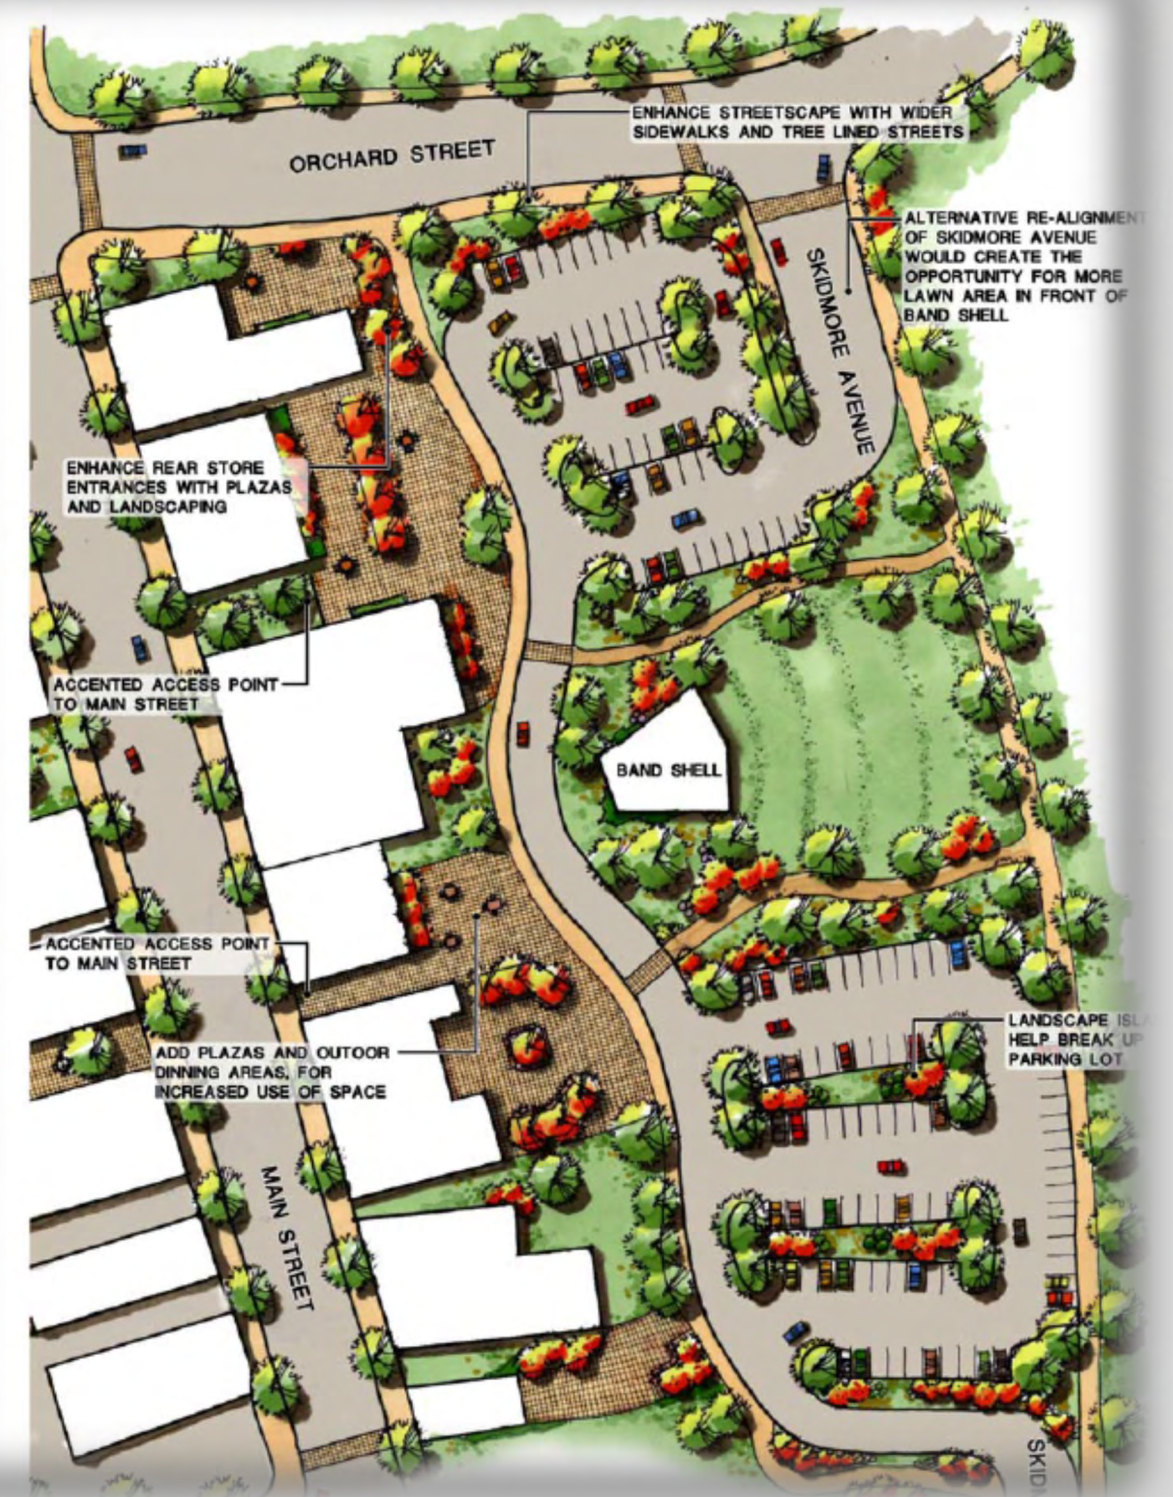 ENHANCE STREETSCAPE WITH WIDER
SIDEWALKS AND TREE LINED STREETS
ORCHARD STREET
ALTERNATIVE RE-ALIGNMENT
OF SKIDMORE AVENUE
WOULD CREATE THE
OPPORTUNITY FOR MORE
LAWN AREA IN FRONT OF
BAND SHELL
SKIDMORE AVENUE
ENHANCE REAR STORE
ENTRANCES WITH PLAZAS
AND LANDSCAPING
ACCENTED ACCESS POINT
TO MAIN STREET
BAND SHELL
ACCENTED ACCESS POINT
TO MAIN STREET
LANDSCAPE
HELP BREAK UP
PARKING LOT
ADD PLAZAS AND OUTOOR
DINNING AREAS, FOR
INCREASED USE OF SPACE
MAIN STREET